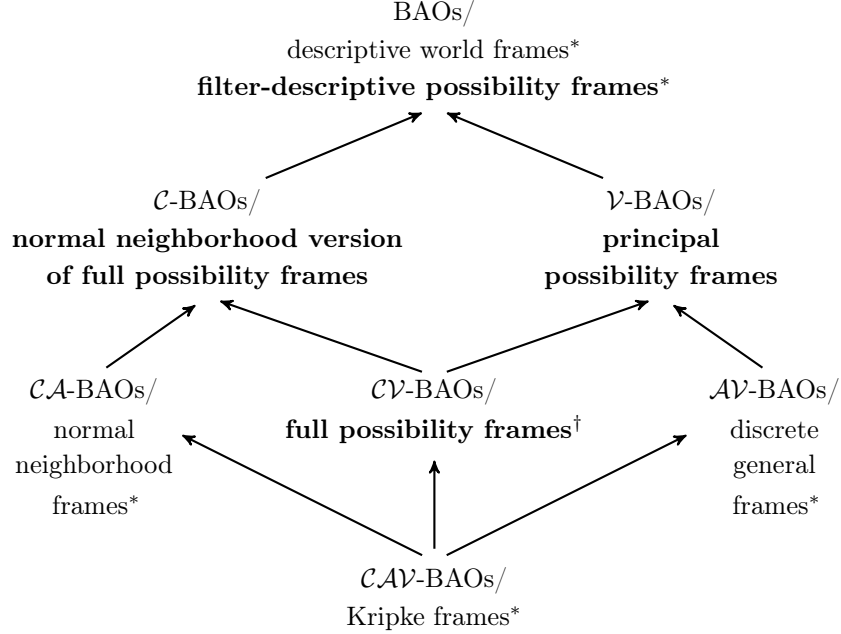 BAOs/
descriptive world frames*
filter-descriptive possibility frames*
𝒞-BAOs/
normal neighborhood version
of full possibility frames
𝒱-BAOs/
principal
possibility frames
𝒞𝒜-BAOs/
normal
neighborhood
frames*
𝒞𝒱-BAOs/
full possibility frames†
𝒜𝒱-BAOs/
discrete
general
frames*
𝒞𝒜𝒱-BAOs/
Kripke frames*